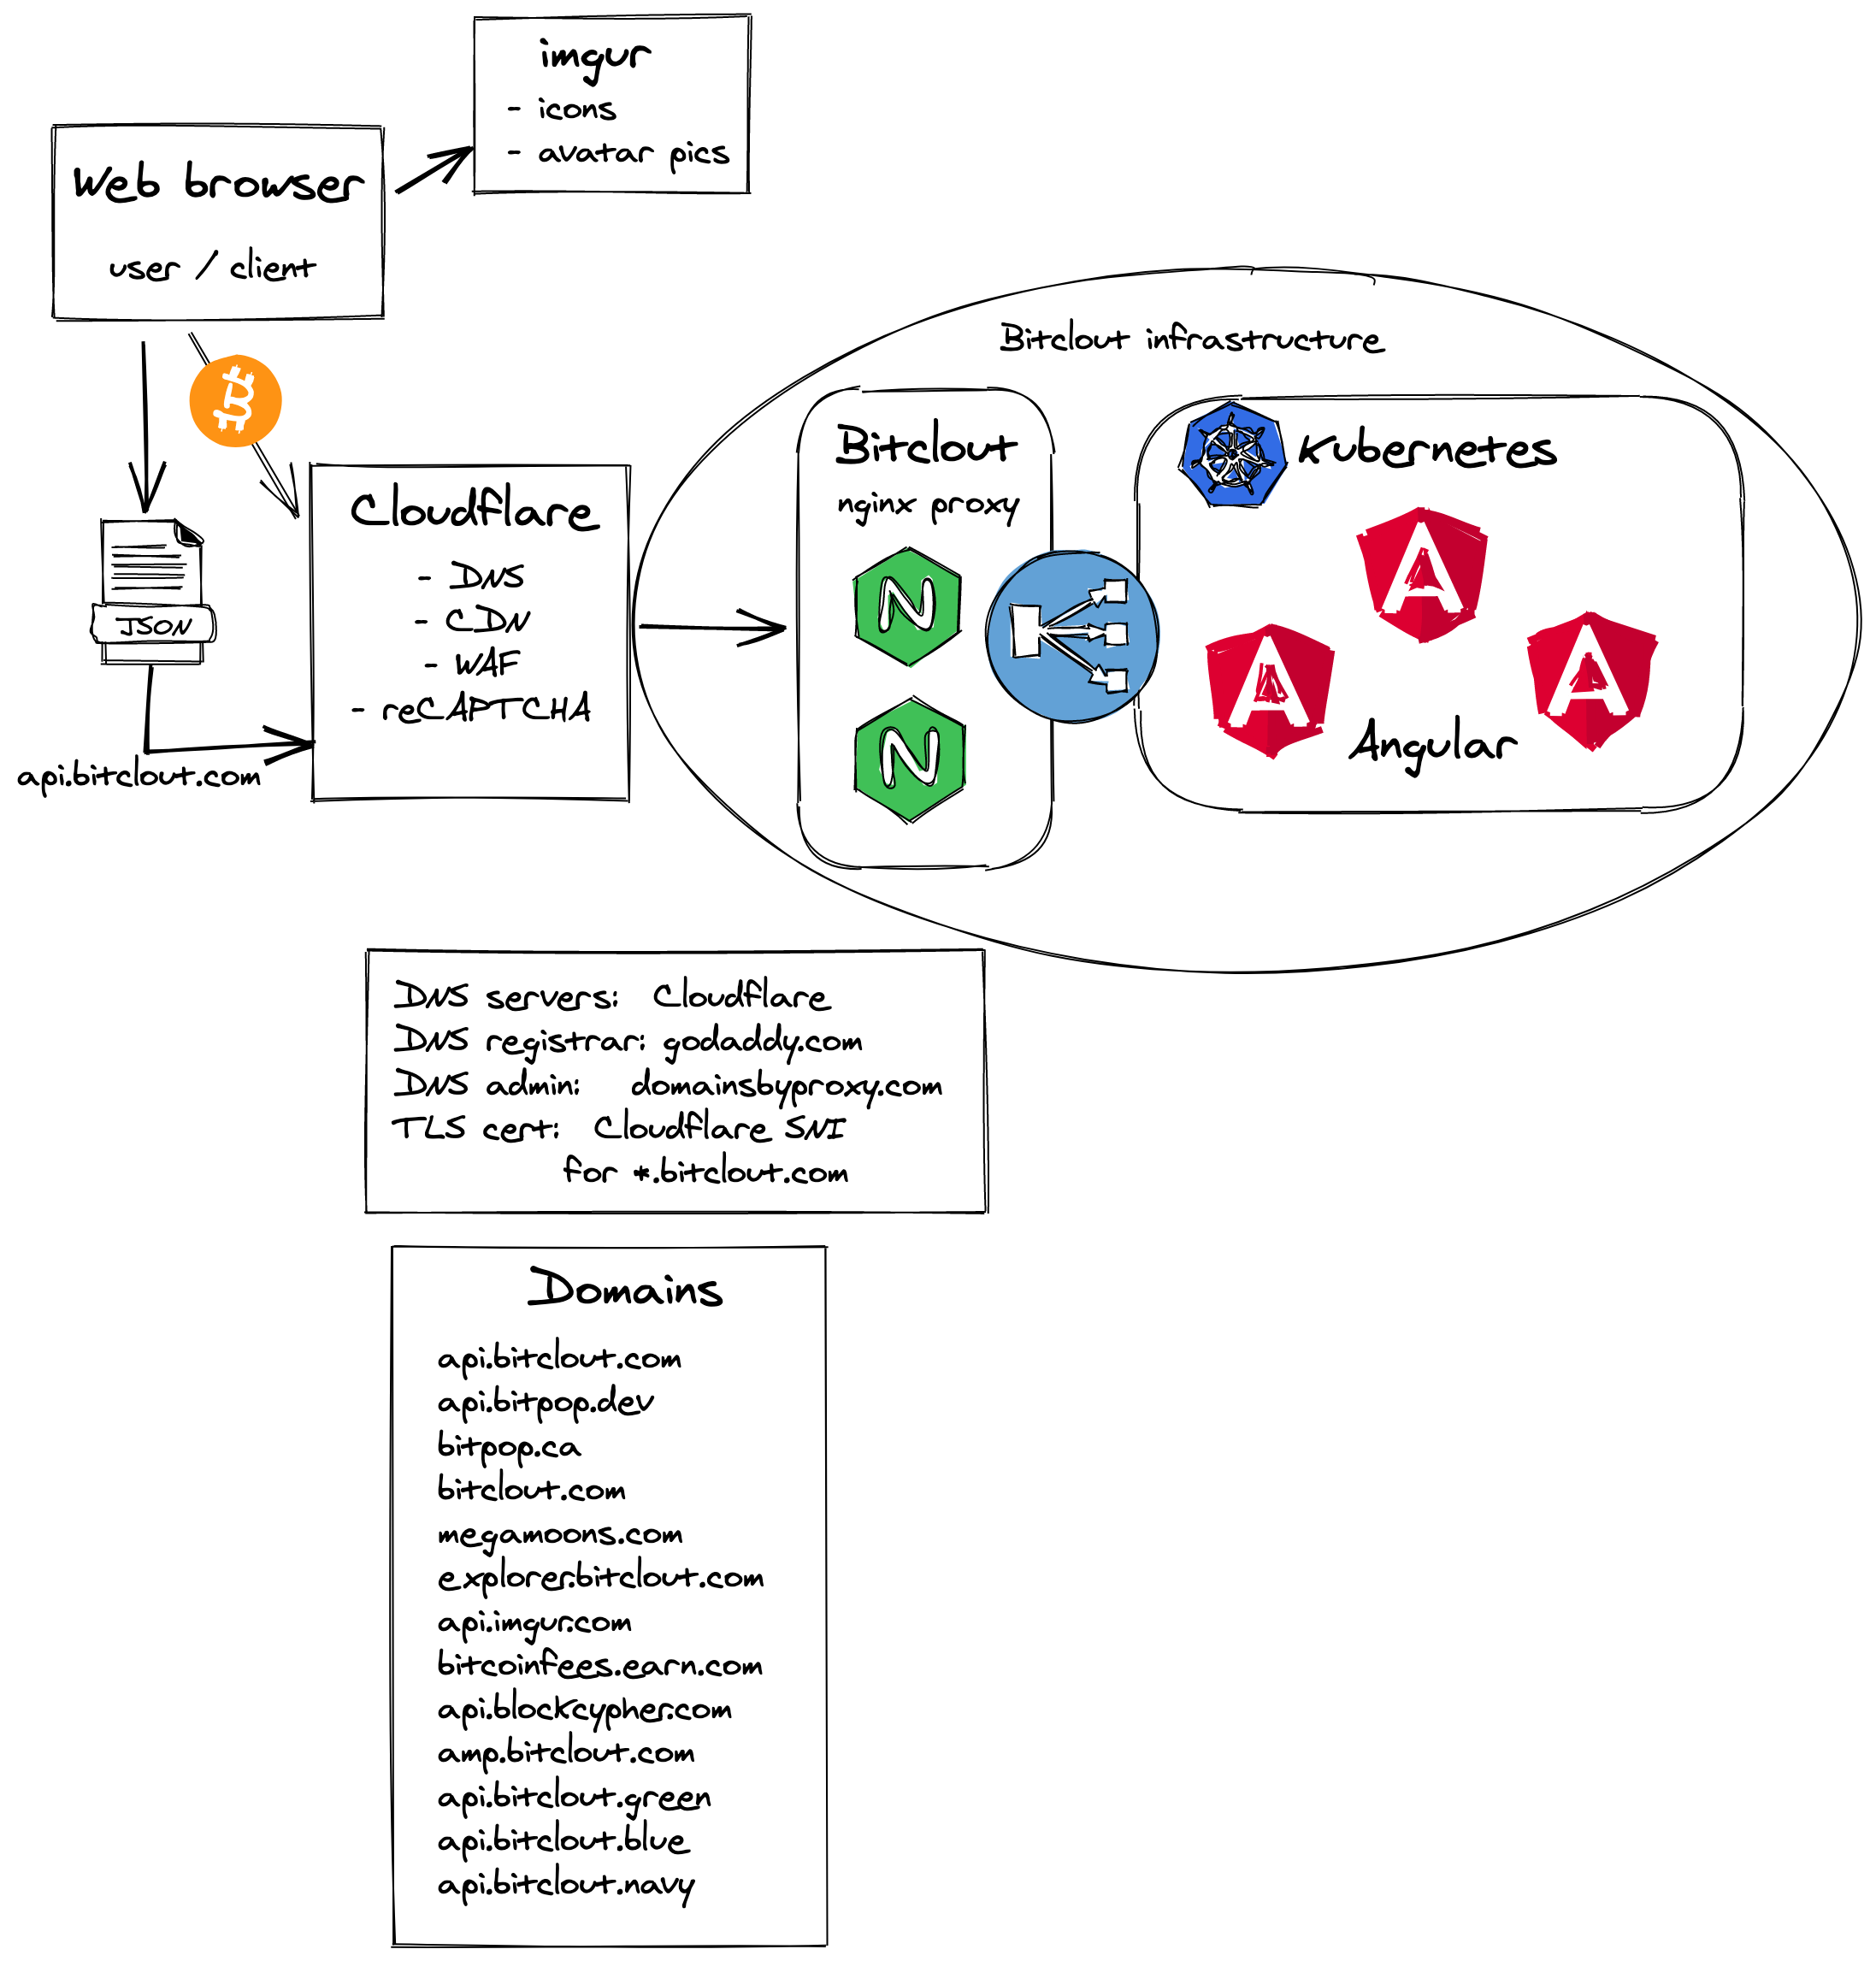 imgur
- icons
- avatar pics
Web browser
user / client
Bitclout infrastructure
Bitclout
nginx proxy
Kubernetes
Cloudflare
- DNS
- CDN
- WAF
- reCAPTCHA
JSON
api.bitclout.com
N
N
A
A
A
Angular
DNS servers: Cloudflare
DNS registrar: godaddy.com
DNS admin: domainsbyproxy.com
TLS cert: Cloudflare SNI
for *.bitclout.com
Domains
api.bitclout.com
api.bitpop.dev
bitpop.ca
bitclout.com
megamoons.com
explorer.bitclout.com
api.imgur.com
bitcoinfees.earn.com
api.blockcypher.com
amp.bitclout.com
api.bitclout.green
api.bitclout.blue
api.bitclout.navy